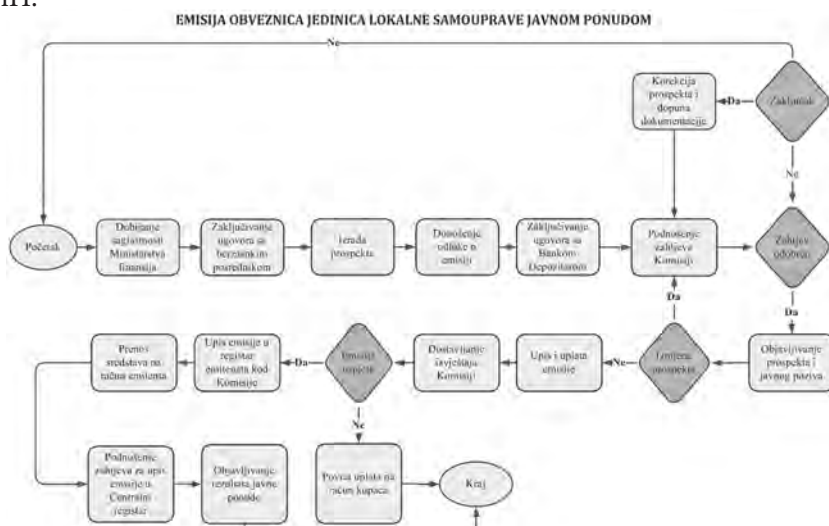 EMISIJA OBVEZNICA JEDINICA LOKALNE SAMOUPRAVE JAVNOM PONUDOM
Ne
Korekcija
prospekta i
dopuna
dokumentacije
Da
Zaključak
Ne
Početak
Dobijanje
saglasnosti
Ministarstva
finansija
Zaključivanje
ugovora sa
berzanskim
posrednikom
Izrada
prospekta
Donošenje
odluke o
emisiji
Zaključivanje
ugovora sa
Bankom
Depozitarom
Podnošenje
zahtjeva
Komisiji
Zahtjev
odobren
Da
Da
Prenos
sredstava na
račun emitenta
Upis emisije u
registar
emitenata kod
Komisije
Da
Emisija
uspjela
Dostavljanje
izvještaja
Komisiji
Upis i uplata
emisije
Ne
Izmjena
prospekta
Objavljivanje
prospekta i
javnog poziva
Ne
Podnošenje
zahtjeva za upis
emisije u
Centralni
registar
Objavljivanje
rezultata javne
ponude
Povrat uplata na
račun kupaca
Kraj